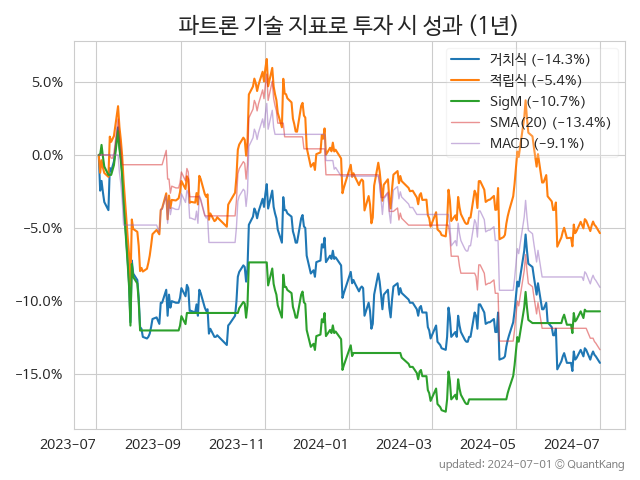 파트론 기술 지표로 투자 시 성과 (1년)
거치식 (−14.3%)
적립식 (−5.4%)
SigM (−10.7%)
SMA(20) (−13.4%)
MACD (−9.1%)
5.0%
0.0%
−5.0%
−10.0%
−15.0%
2023-07
2023-09
2023-11
2024-01
2024-03
2024-05
2024-07
updated: 2024-07-01 © QuantKang